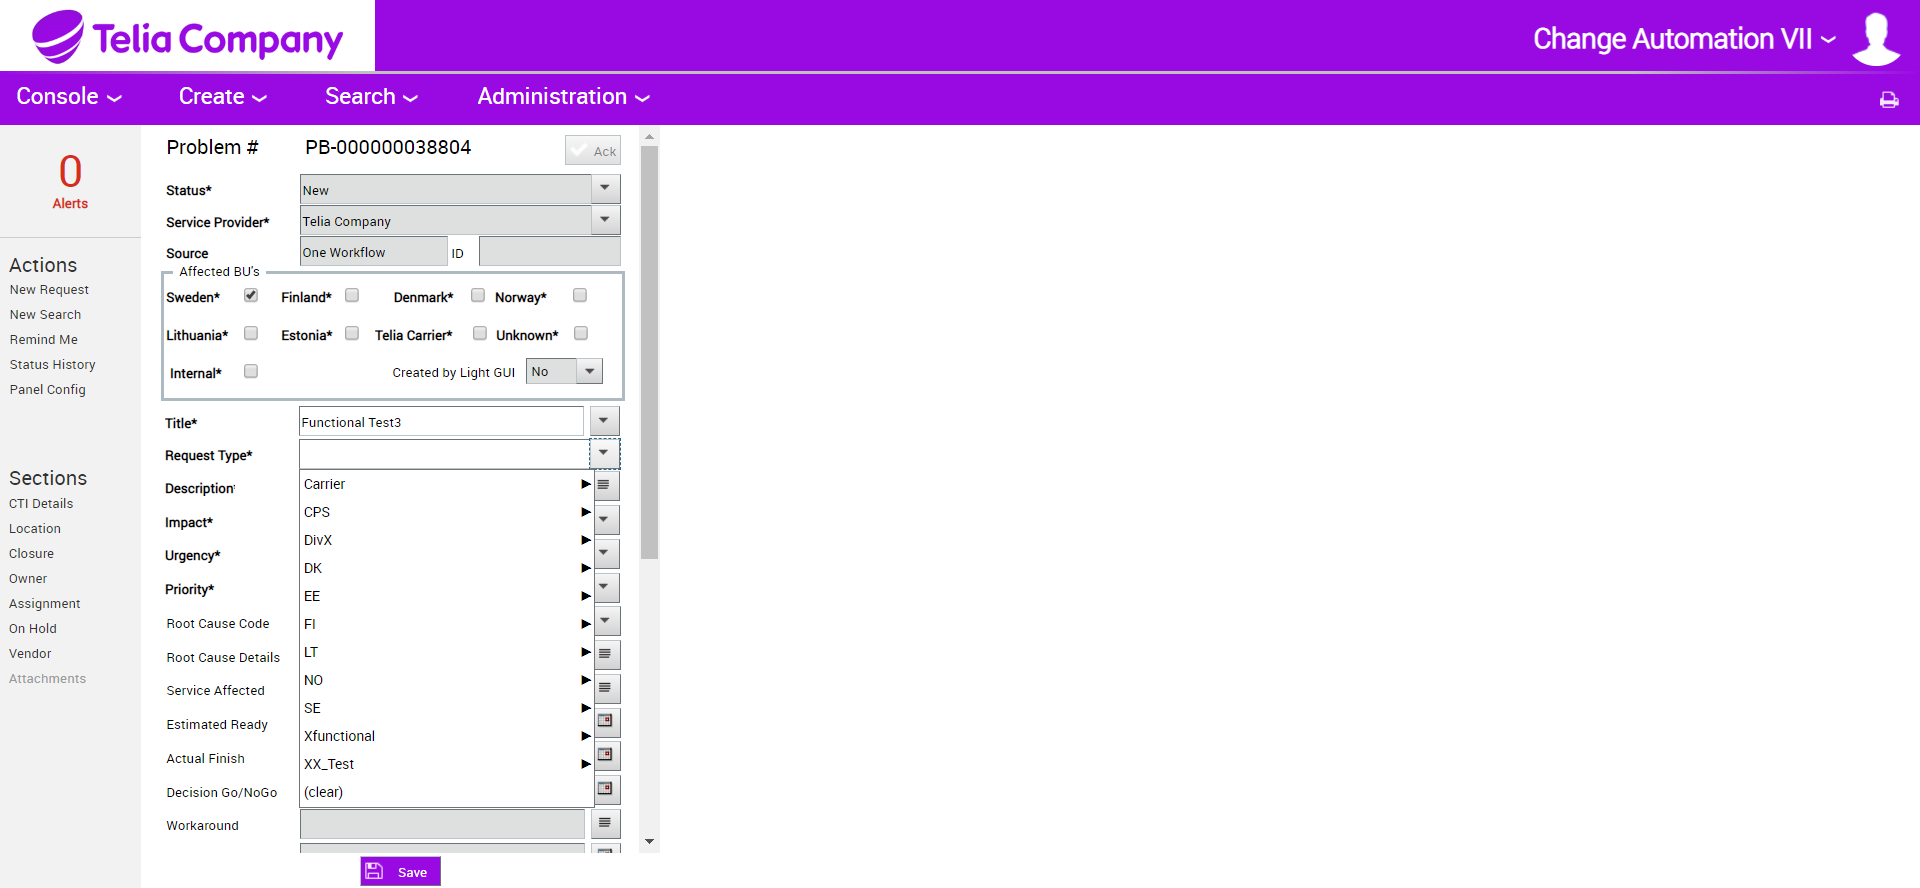 Telia Company
Change Automation VII
Console
Create
Search
Administration
0
Alerts
Actions
New Request
New Search
Remind Me
Status History
Panel Config
Sections
CTI Details
Location
Closure
Owner
Assignment
On Hold
Vendor
Attachments
Problem # PB-000000038804
Ack
Status* New
Service Provider* Telia Company
Source One Workflow ID
Affected BU's
Sweden* Finland* Denmark* Norway*
Lithuania* Estonia* Telia Carrier* Unknown*
Internal* Created by Light GUI No
Title* Functional Test3
Request Type*
Description
Impact*
Urgency*
Priority*
Root Cause Code
Root Cause Details
Service Affected
Estimated Ready
Actual Finish
Decision Go/NoGo
Workaround
Carrier
CPS
DivX
DK
EE
FI
LT
NO
SE
Xfunctional
XX_Test
(clear)
Save